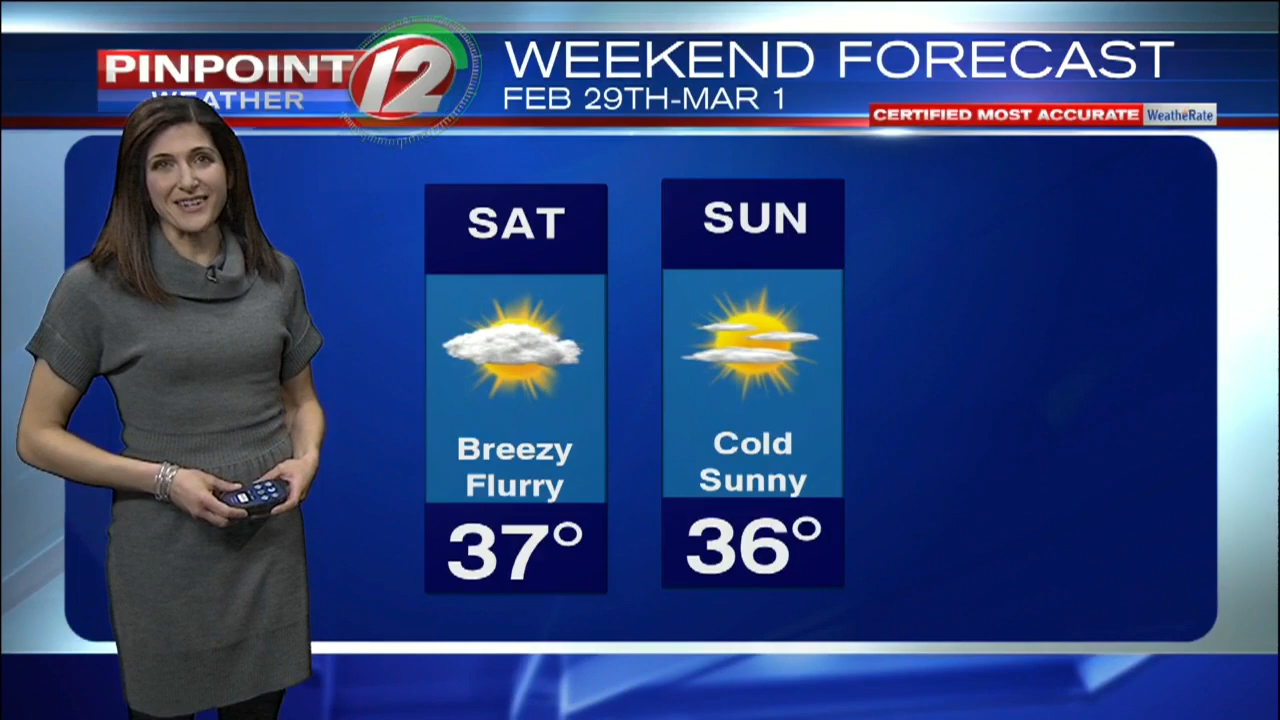 PINPOINT
WEATHER
12
WEEKEND FORECAST
FEB 29TH-MAR 1
CERTIFIED MOST ACCURATE
WeatheRate
SAT
Breezy
Flurry
37°
SUN
Cold
Sunny
36°